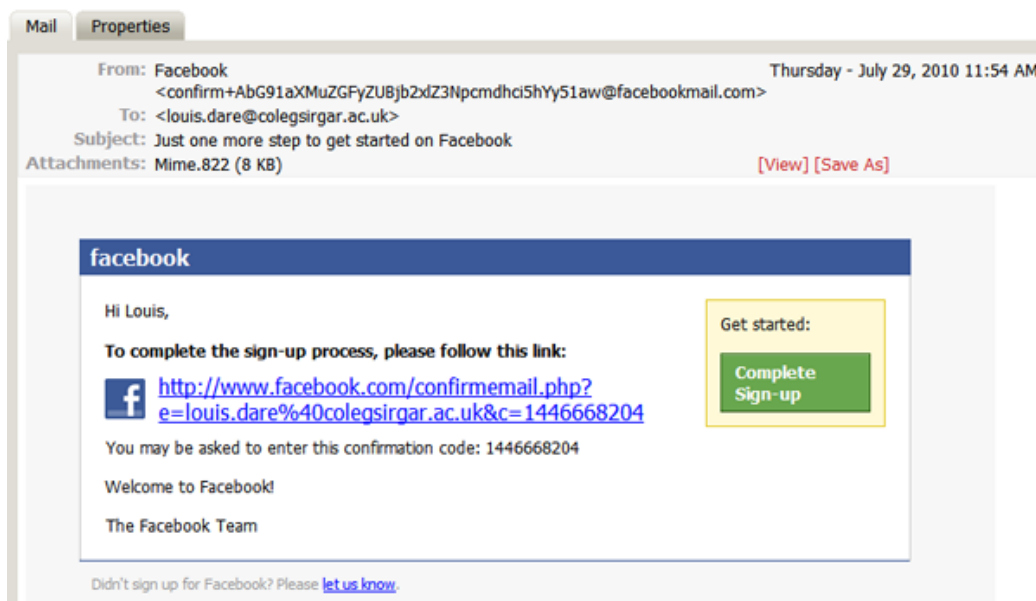 Mail Properties
From: Facebook Thursday - July 29, 2010 11:54 AM
<confirm+AbG91aXMuZGFyZUBjb2xlZ3Npcmdhci5hYy51aw@facebookmail.com>
To: <louis.dare@colegsirgar.ac.uk>
Subject: Just one more step to get started on Facebook
Attachments: Mime.822 (8 KB) [View] [Save As]
facebook
Hi Louis,
To complete the sign-up process, please follow this link:
f http://www.facebook.com/confirmemail.php?
e=louis.dare%40colegsirgar.ac.uk&c=1446668204
You may be asked to enter this confirmation code: 1446668204
Welcome to Facebook!
The Facebook Team
Get started:
Complete
Sign-up
Didn't sign up for Facebook? Please let us know.